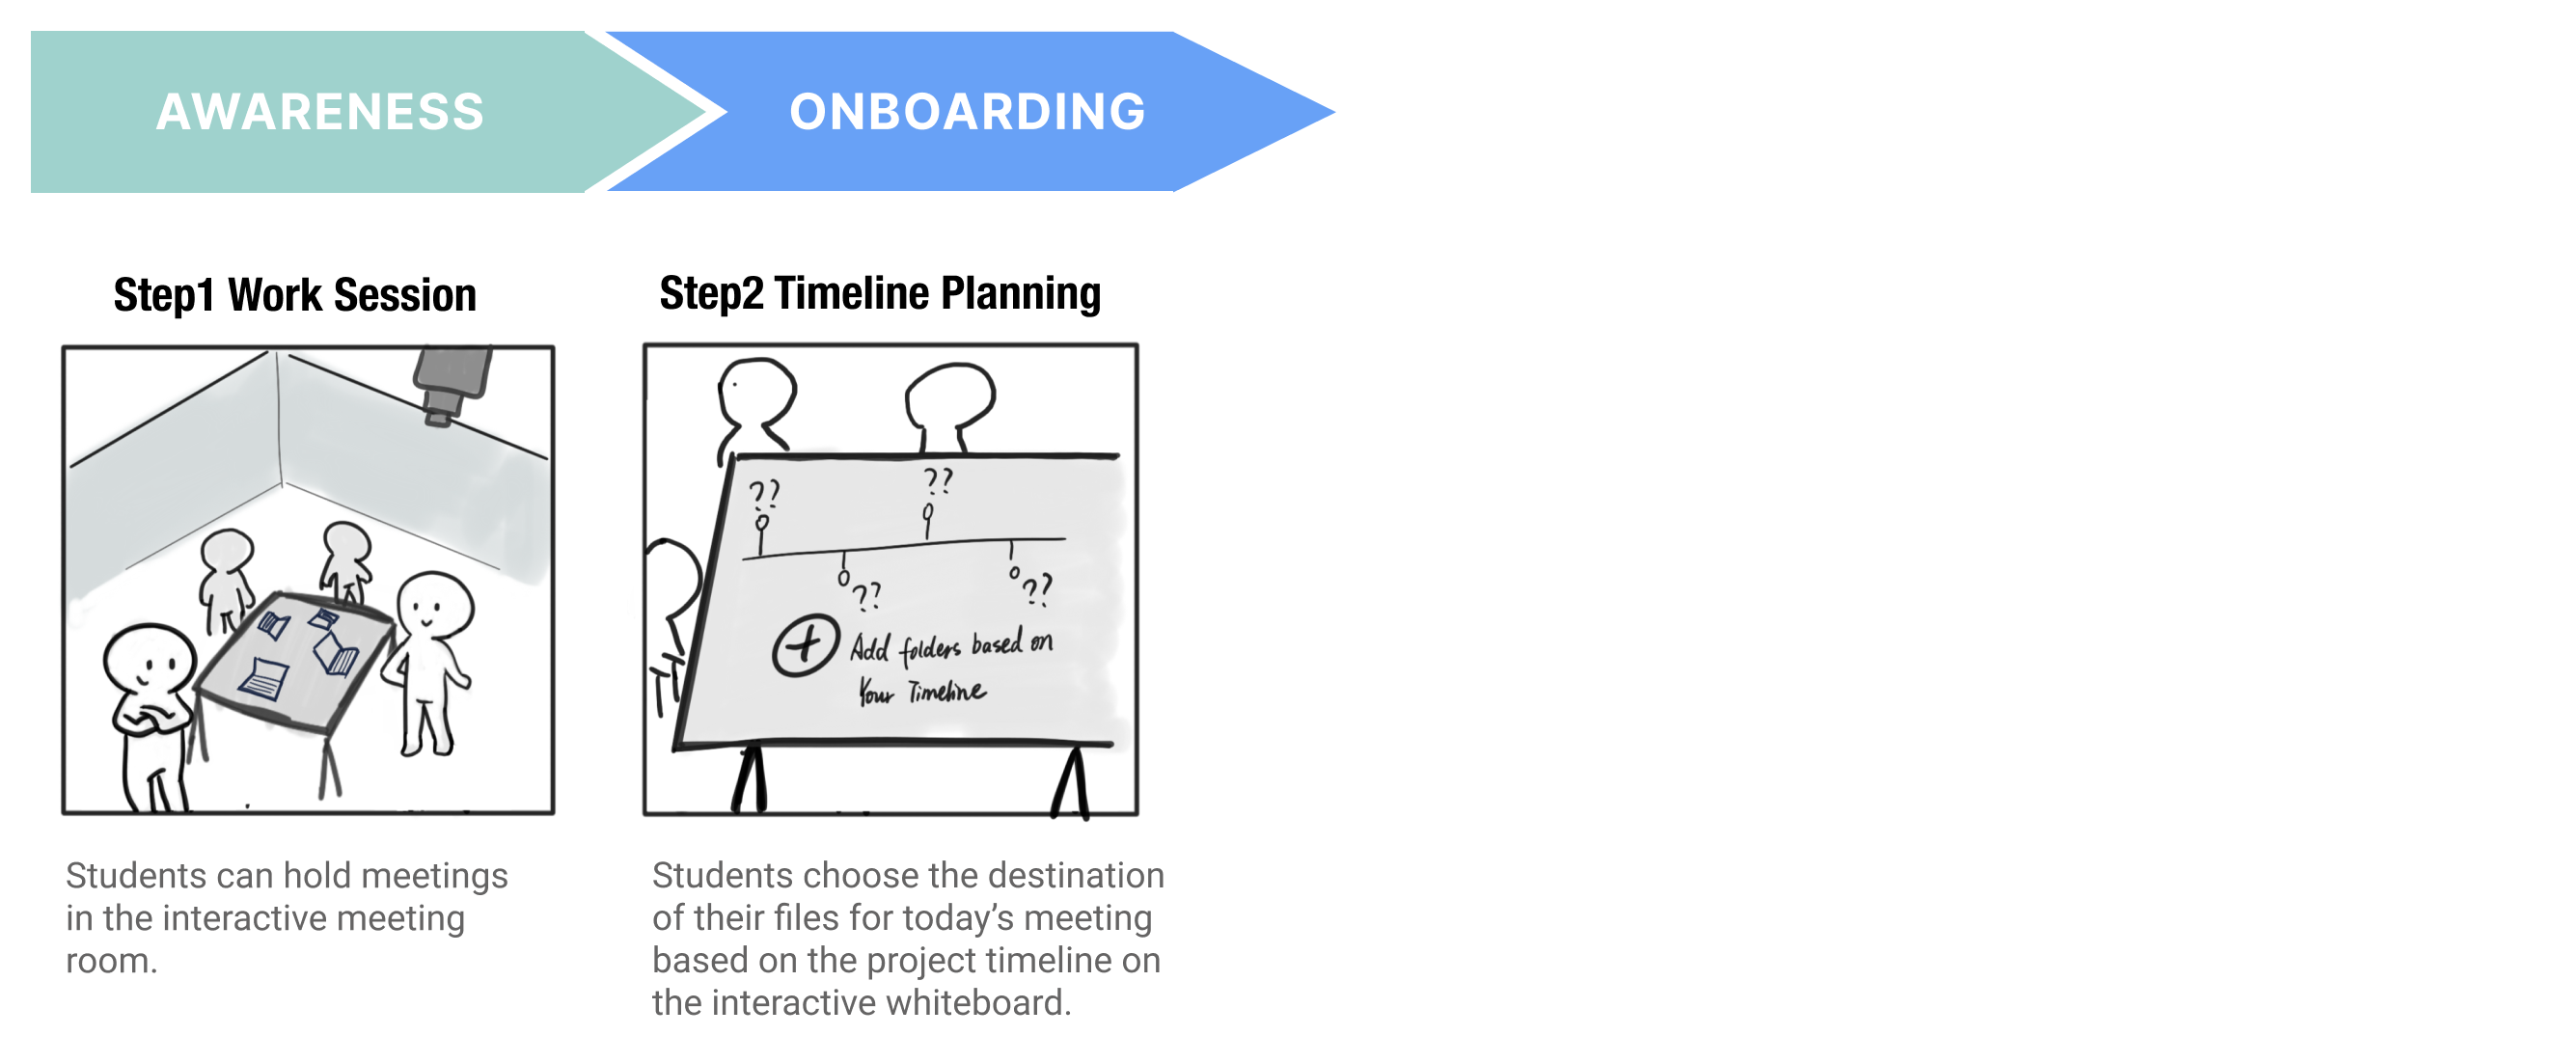 AWARENESS
ONBOARDING
Step1 Work Session
Step2 Timeline Planning
??
??
??
??
Add folders based on
Your Timeline
Students can hold meetings
in the interactive meeting
room.
Students choose the destination
of their files for today’s meeting
based on the project timeline on
the interactive whiteboard.